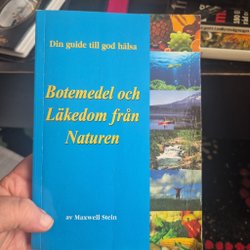 Din guide till god hälsa
Botemedel och
Läkedom från
Naturen
av Maxwell Stein